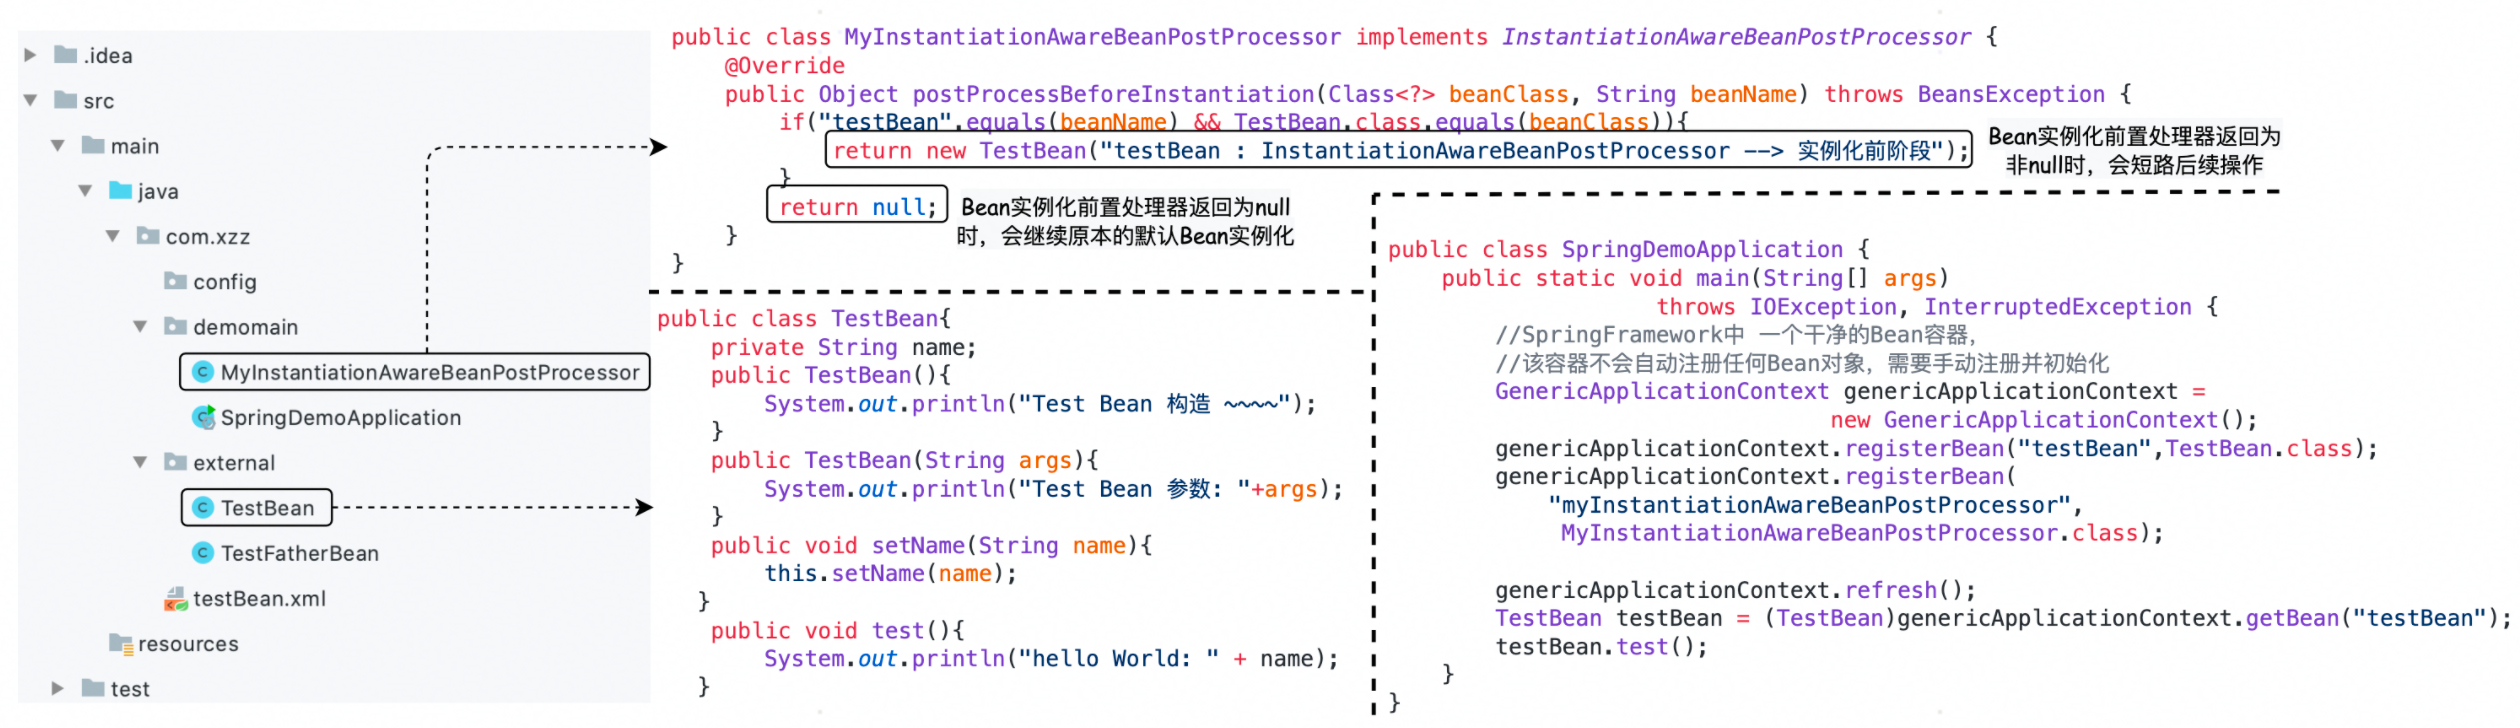 .idea
src
main
java
com.xzz
config
demomain
MyInstantiationAwareBeanPostProcessor
SpringDemoApplication
external
TestBean
TestFatherBean
testBean.xml
resources
test
public class MyInstantiationAwareBeanPostProcessor implements InstantiationAwareBeanPostProcessor {
@Override
public Object postProcessBeforeInstantiation(Class<?> beanClass, String beanName) throws BeansException {
if("testBean".equals(beanName) && TestBean.class.equals(beanClass)){
return new TestBean("testBean : InstantiationAwareBeanPostProcessor --> 实例化前阶段");
}
return null;
}
}
Bean实例化前置处理器返回为
非null时，会短路后续操作
Bean实例化前置处理器返回为null
时，会继续原本的默认Bean实例化
public class TestBean{
private String name;
public TestBean(){
System.out.println("Test Bean 构造 ~~~~");
}
public TestBean(String args){
System.out.println("Test Bean 参数: "+args);
}
public void setName(String name){
this.setName(name);
}
public void test(){
System.out.println("hello World: " + name);
}
public class SpringDemoApplication {
public static void main(String[] args)
throws IOException, InterruptedException {
//SpringFramework中 一个干净的Bean容器，
//该容器不会自动注册任何Bean对象，需要手动注册并初始化
GenericApplicationContext genericApplicationContext =
new GenericApplicationContext();
genericApplicationContext.registerBean("testBean",TestBean.class);
genericApplicationContext.registerBean(
"myInstantiationAwareBeanPostProcessor",
MyInstantiationAwareBeanPostProcessor.class);
genericApplicationContext.refresh();
TestBean testBean = (TestBean)genericApplicationContext.getBean("testBean");
testBean.test();
}
}